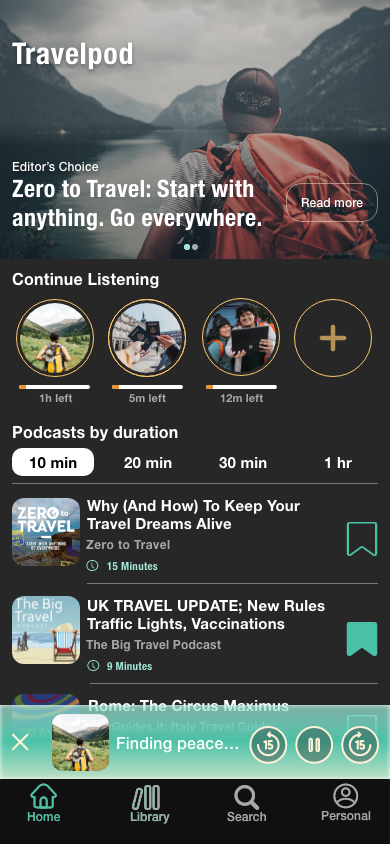 Travelpod
Editor's Choice
Zero to Travel: Start with
anything. Go everywhere.
Read more
Continue Listening
1h left
5m left
12m left
Podcasts by duration
10 min
20 min
30 min
1 hr
ZERO to
TRAVEL
START WITH ANYTHING.
GO EVERYWHERE.
Why (And How) To Keep Your
Travel Dreams Alive
Zero to Travel
15 Minutes
The Big
Travel
PODCAST
UK TRAVEL UPDATE; New Rules
Traffic Lights, Vaccinations
The Big Travel Podcast
9 Minutes
Rome: The Circus Maximus
Guides.it: Italy Travel Guide
Finding peace...
15
15
Home
Library
Search
Personal